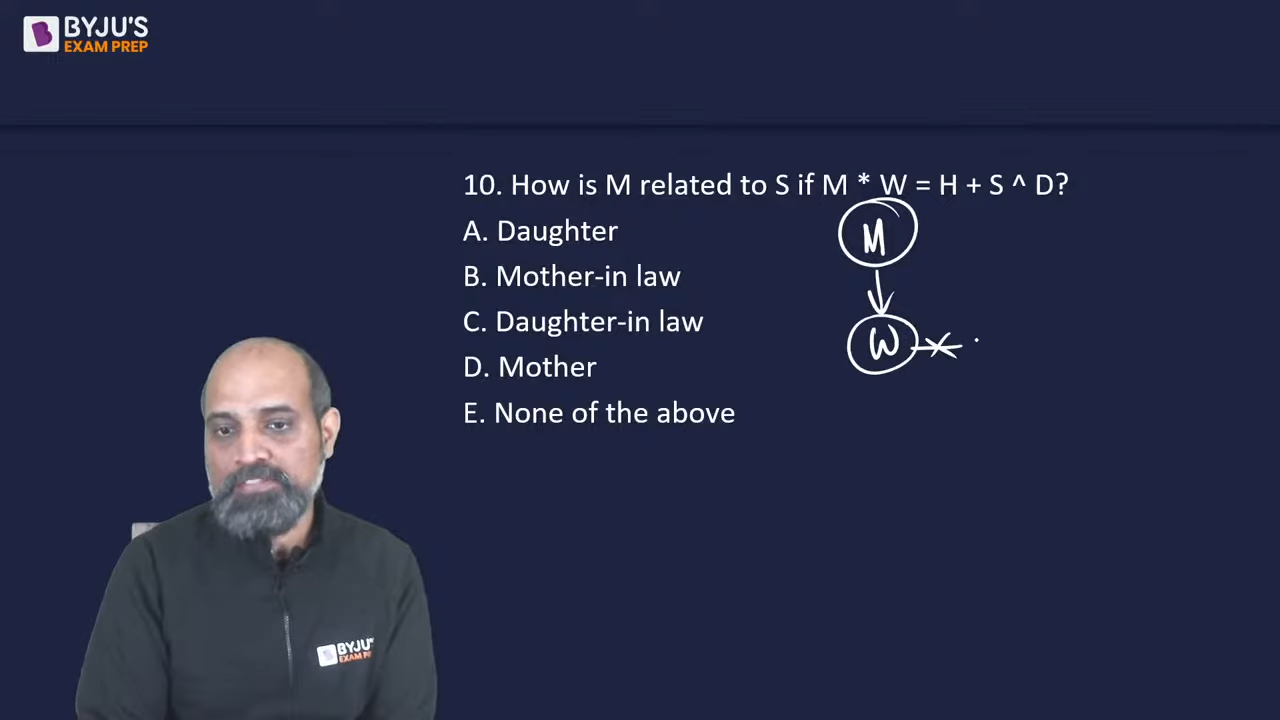 BYJU'S
EXAM PREP
10. How is M related to S if M * W = H + S ^ D?
A. Daughter
M
B. Mother-in law
C. Daughter-in law
W
D. Mother
E. None of the above
BYJU'S
EXAM PREP